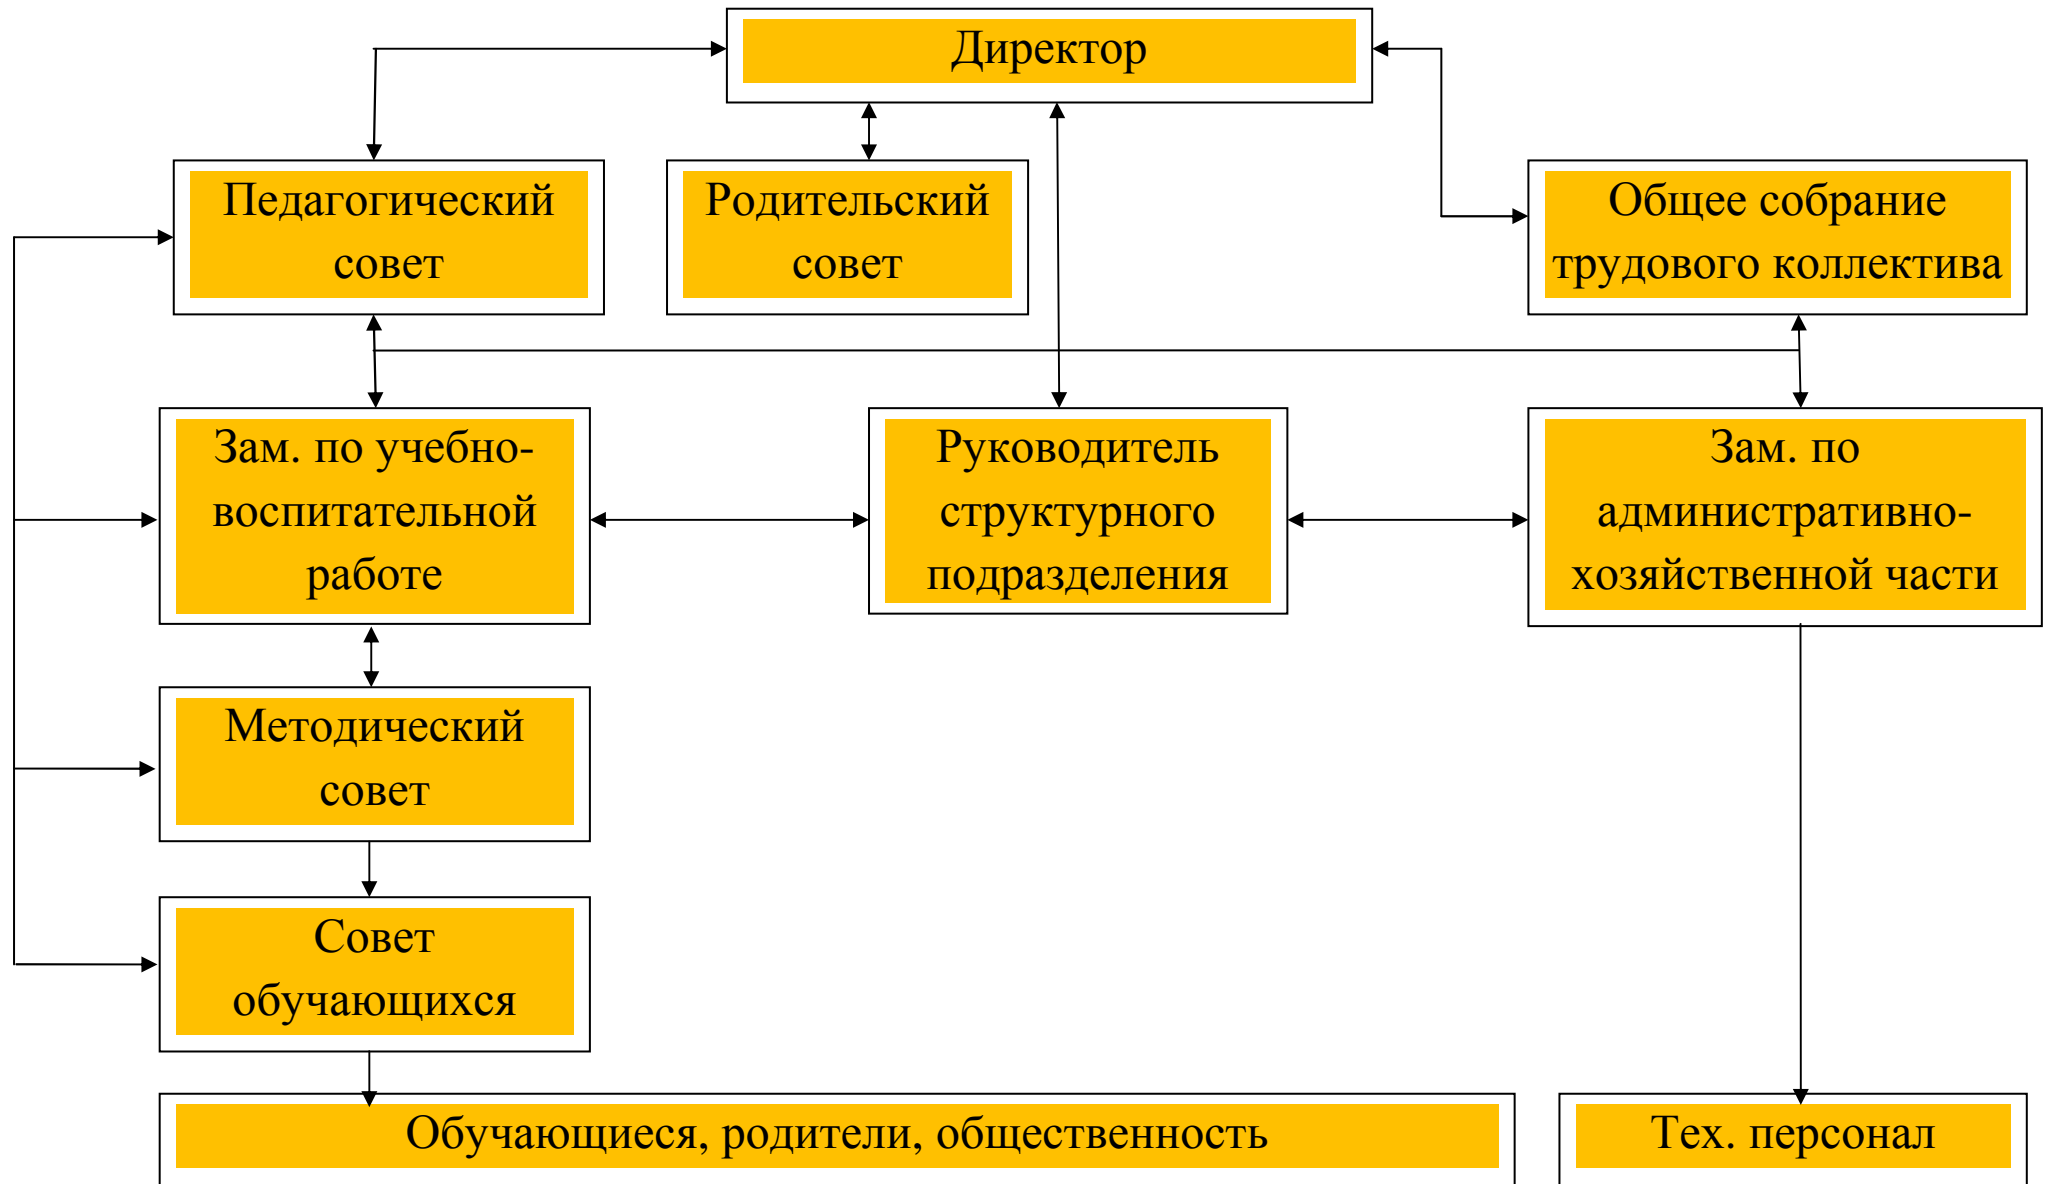 Директор
Педагогический
совет
Родительский
совет
Общее собрание
трудового коллектива
Зам. по учебно-
воспитательной
работе
Руководитель
структурного
подразделения
Зам. по
административно-
хозяйственной части
Методический
совет
Совет
обучающихся
Обучающиеся, родители, общественность
Тех. персонал